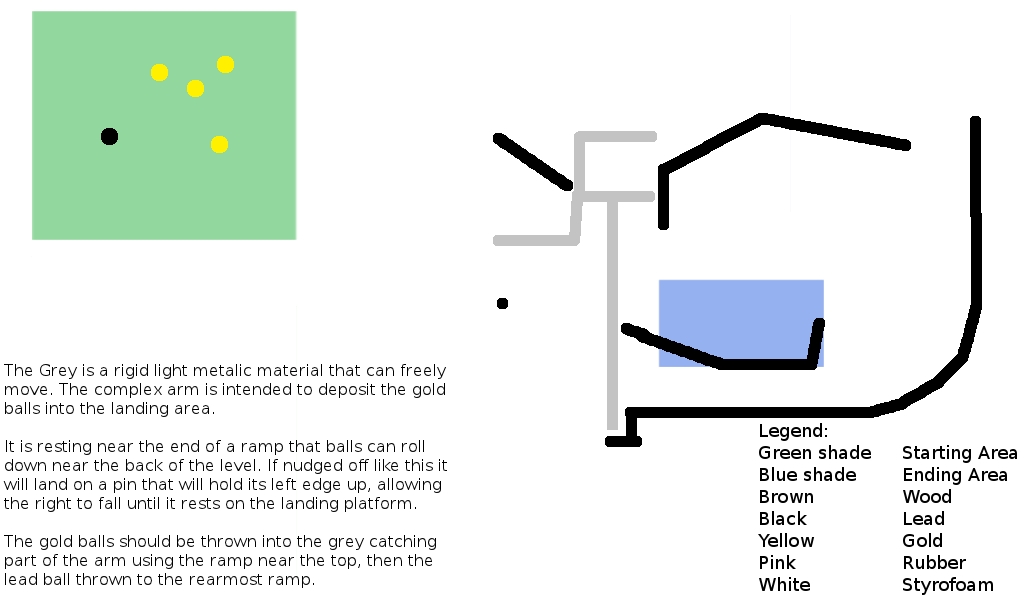 The Grey is a rigid light metalic material that can freely
move. The complex arm is intended to deposit the gold
balls into the landing area.
It is resting near the end of a ramp that balls can roll
down near the back of the level. If nudged off like this it
will land on a pin that will hold its left edge up, allowing
the right to fall until it rests on the landing platform.
The gold balls should be thrown into the grey catching
part of the arm using the ramp near the top, then the
lead ball thrown to the rearmost ramp.
Legend:
Green shade Starting Area
Blue shade Ending Area
Brown Wood
Black Lead
Yellow Gold
Pink Rubber
White Styrofoam